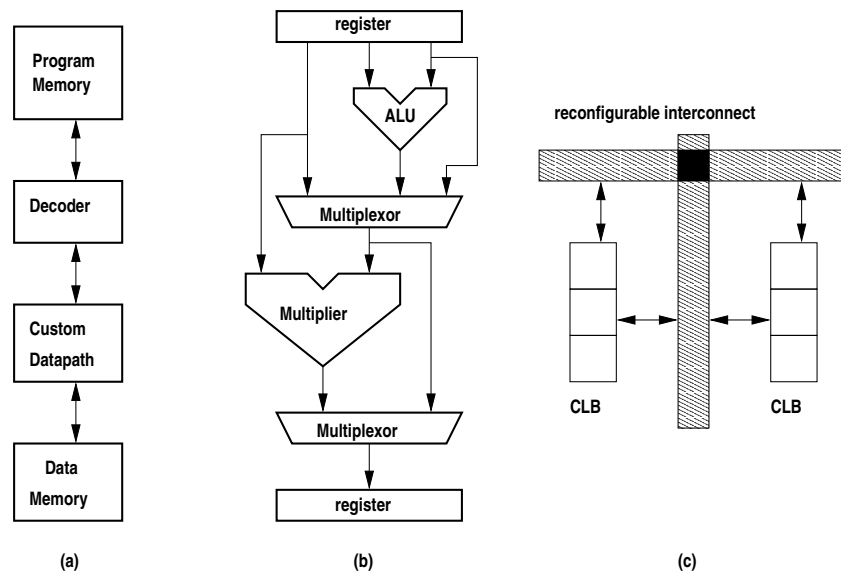 Program
Memory
Decoder
Custom
Datapath
Data
Memory
(a)
register
ALU
Multiplexor
Multiplier
Multiplexor
register
(b)
reconfigurable interconnect
CLB
CLB
(c)